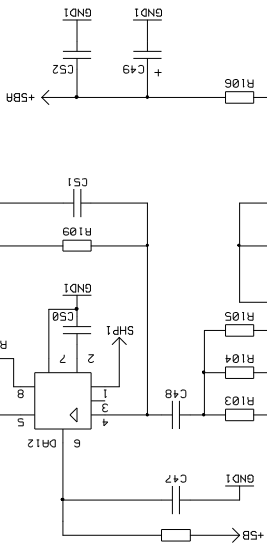 GND1
GND1
C52
C49
+
R106
+5BA
C51
R109
GND1
C50
SHP1
R105
R
7
2
R104
8
1
C48
3
R103
5
4
DA12
6
C47
GND1
+5B